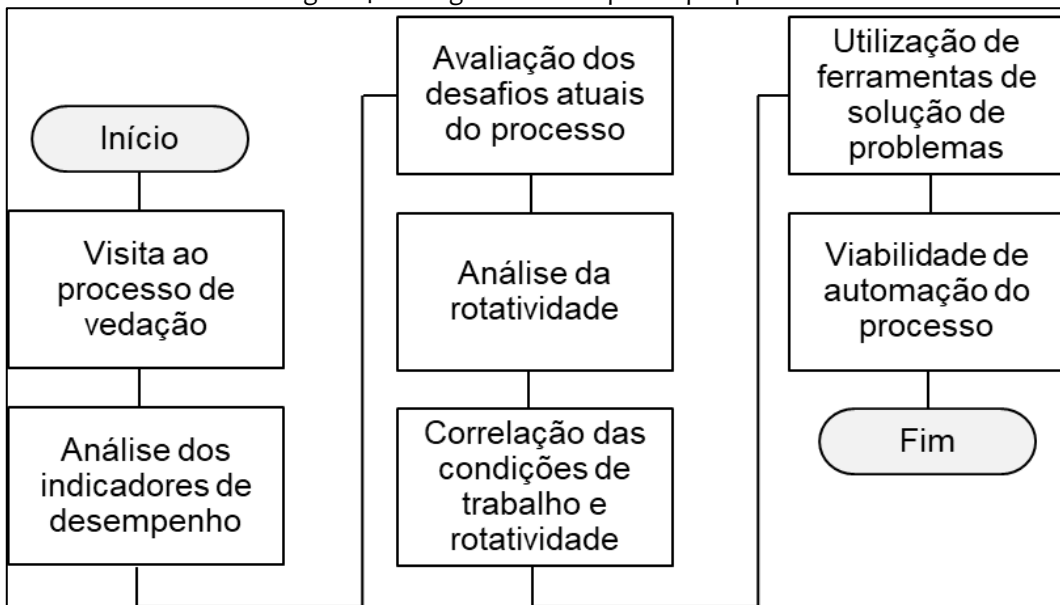 Início
Visita ao
processo de
vedação
Análise dos
indicadores de
desempenho
Avaliação dos
desafios atuais
do processo
Análise da
rotatividade
Correlação das
condições de
trabalho e
rotatividade
Utilização de
ferramentas de
solução de
problemas
Viabilidade de
automação do
processo
Fim